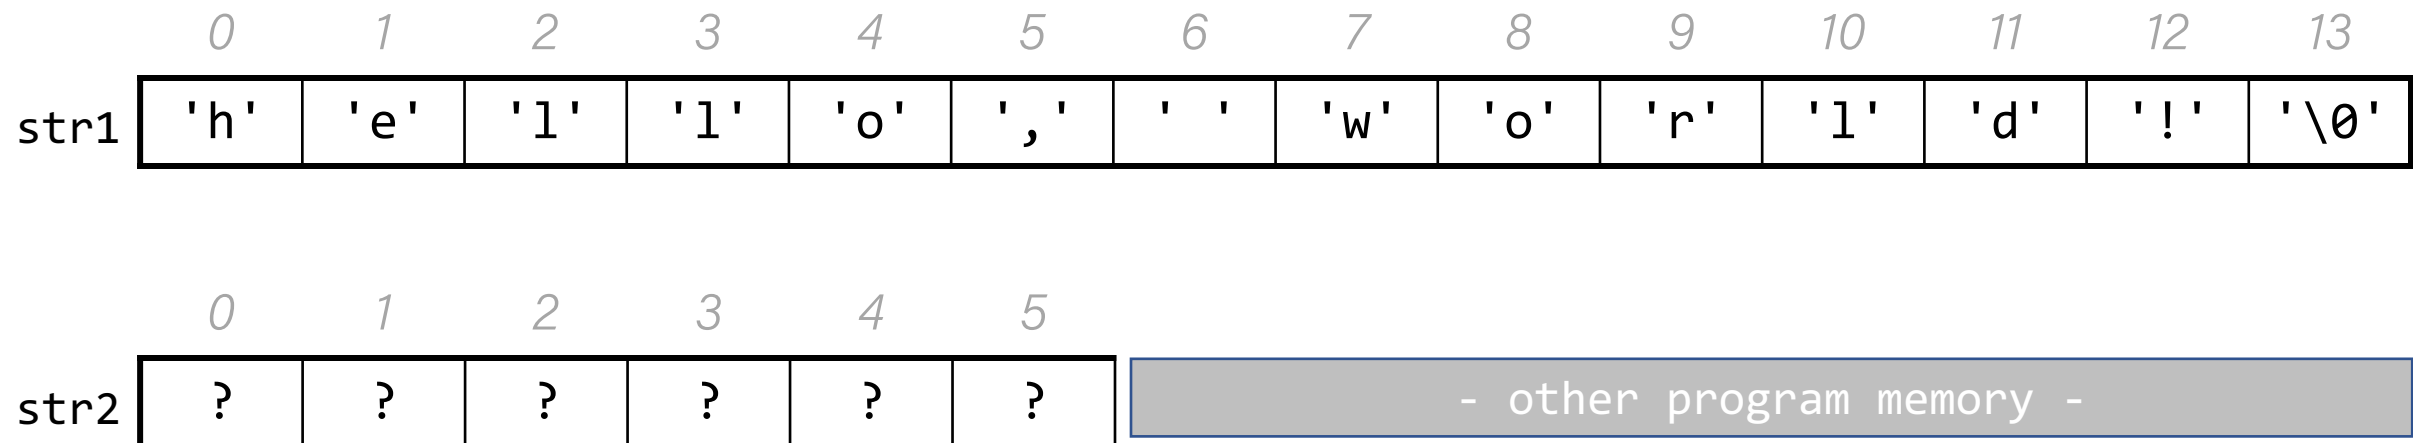 0 1 2 3 4 5 6 7 8 9 10 11 12 13
str1 'h' 'e' 'l' 'l' 'o' ',' ' ' 'w' 'o' 'r' 'l' 'd' '!' '\0'
0 1 2 3 4 5
str2 ? ? ? ? ? ? - other program memory -